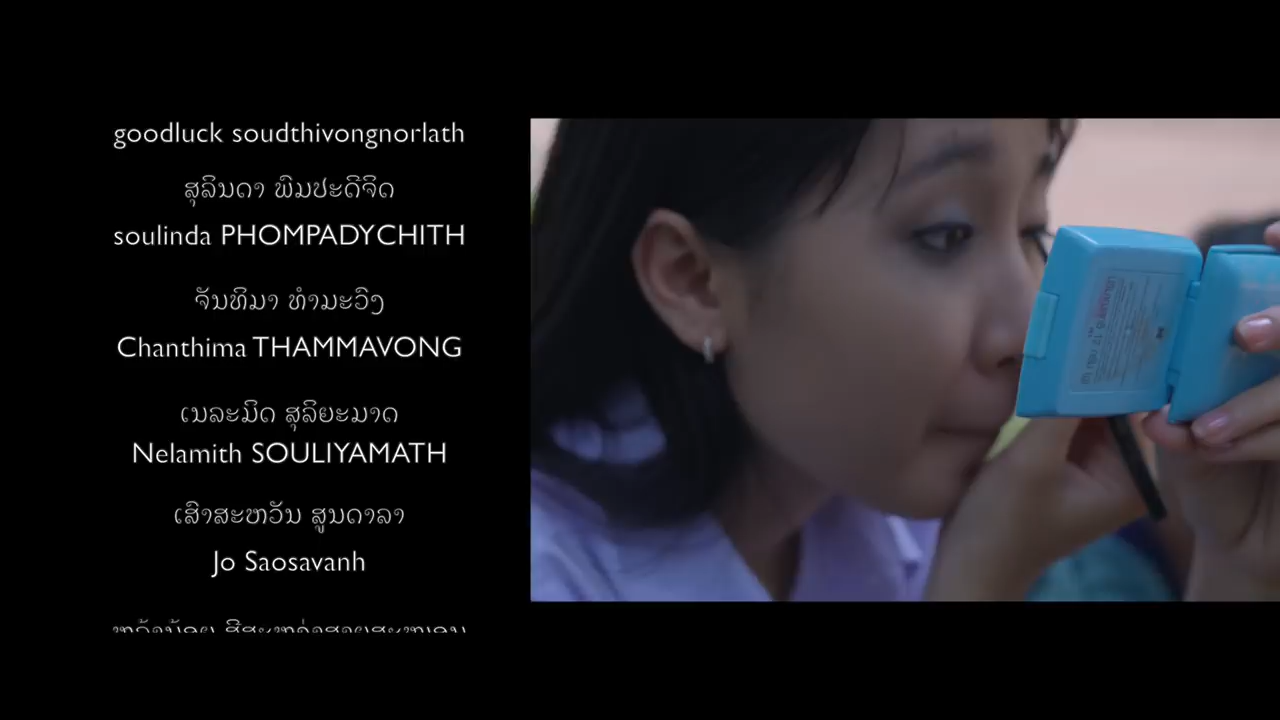 goodluck soudthivongnorlath
ສຸລິນດາ ພົມປະດີຈິດ
soulinda PHOMPADYCHITH
ຈັນທິມາ ທຳມະວົງ
Chanthima THAMMAVONG
ເນລະມິດ ສຸລິຍະມາດ
Nelamith SOULIYAMATH
ເສົາສະຫວັນ ສູນດາລາ
Jo Saosavanh